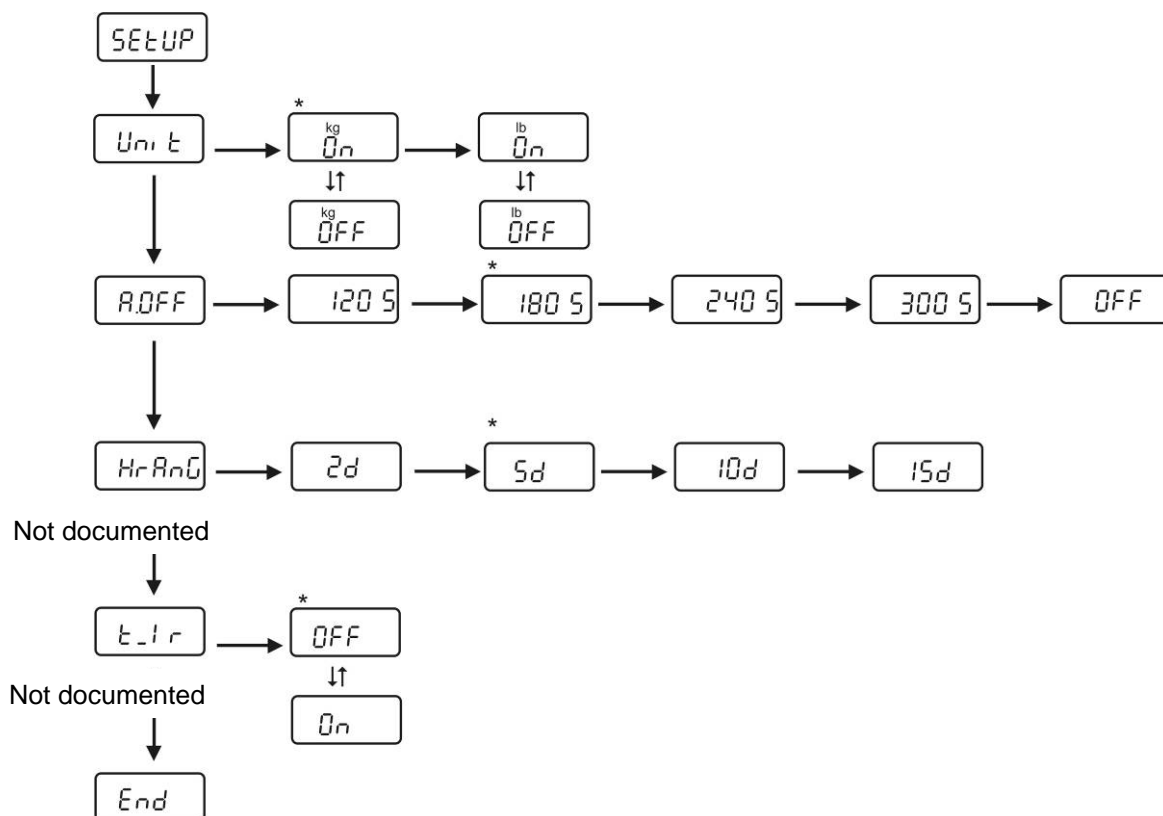 SEtUP
*
Unit
kg
On
lb
On
↓↑ ↓↑
kg
OFF
lb
OFF
*
A.OFF 120 S 180 S 240 S 300 S OFF
*
HrAnG 2d 5d 10d 15d
Not documented
*
t_Ir OFF
↓↑
Not documented
On
End